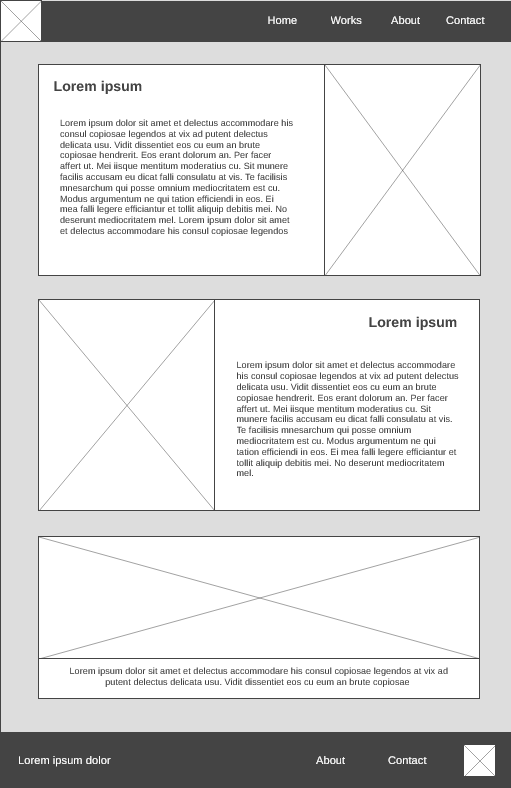 Home Works About Contact
Lorem ipsum
Lorem ipsum dolor sit amet et delectus accommodare his
consul copiosae legendos at vix ad putent delectus
delicata usu. Vidit dissentiet eos cu eum an brute
copiosae hendrerit. Eos erant dolorum an. Per facer
affert ut. Mei iisque mentitum moderatius cu. Sit munere
facilis accusam eu dicat falli consulatu at vis. Te facilisis
mnesarchum qui posse omnium mediocritatem est cu.
Modus argumentum ne qui tation efficiendi in eos. Ei
mea falli legere efficiantur et tollit aliquip debitis mei. No
deserunt mediocritatem mel. Lorem ipsum dolor sit amet
et delectus accommodare his consul copiosae legendos
Lorem ipsum
Lorem ipsum dolor sit amet et delectus accommodare
his consul copiosae legendos at vix ad putent delectus
delicata usu. Vidit dissentiet eos cu eum an brute
copiosae hendrerit. Eos erant dolorum an. Per facer
affert ut. Mei iisque mentitum moderatius cu. Sit
munere facilis accusam eu dicat falli consulatu at vis.
Te facilisis mnesarchum qui posse omnium
mediocritatem est cu. Modus argumentum ne qui
tation efficiendi in eos. Ei mea falli legere efficiantur et
tollit aliquip debitis mei. No deserunt mediocritatem
mel.
Lorem ipsum dolor sit amet et delectus accommodare his consul copiosae legendos at vix ad
putent delectus delicata usu. Vidit dissentiet eos cu eum an brute copiosae
Lorem ipsum dolor About Contact